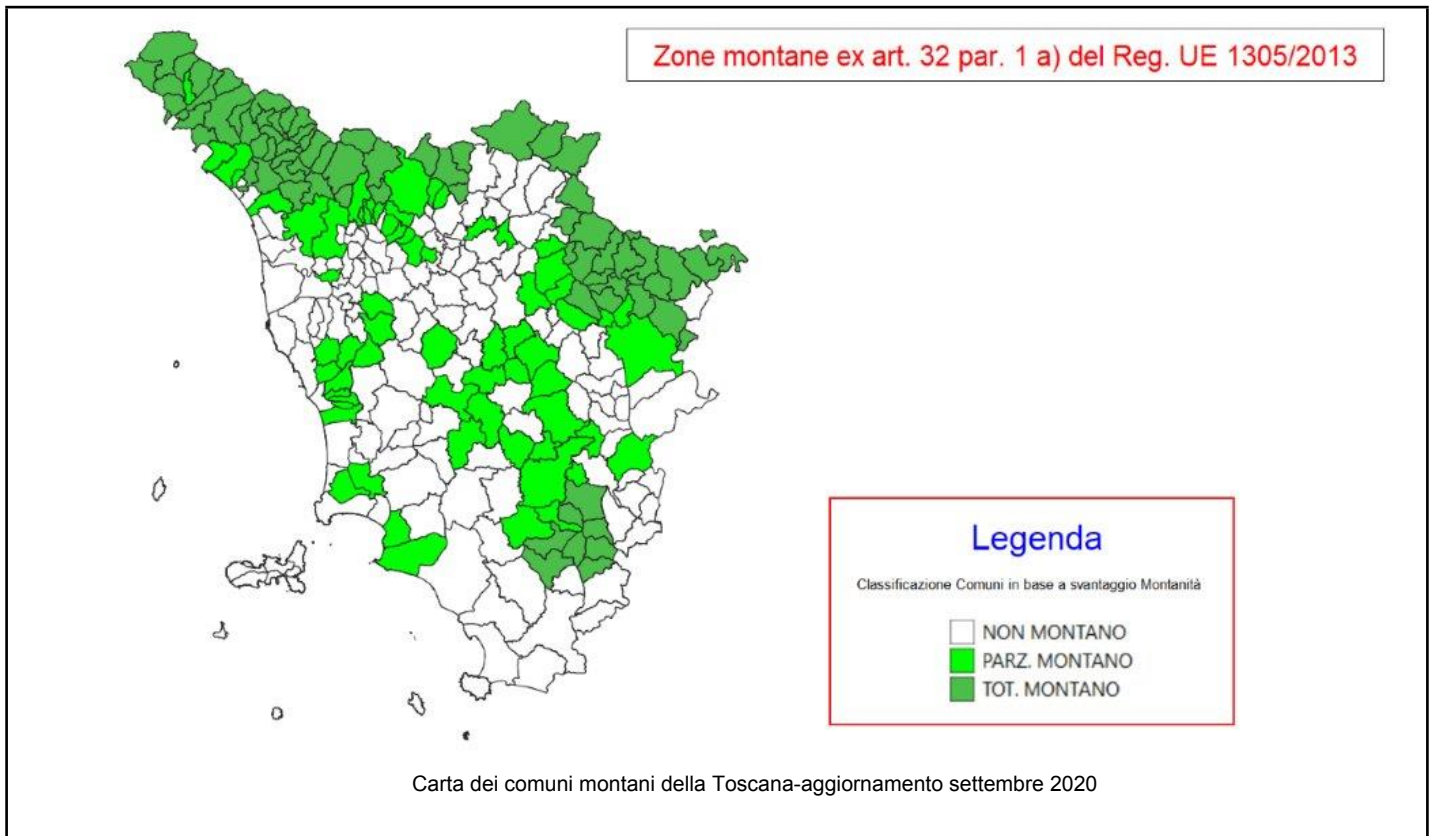 Zone montane ex art. 32 par. 1 a) del Reg. UE 1305/2013
Legenda
Classificazione Comuni in base a svantaggio Montanità
NON MONTANO
PARZ. MONTANO
TOT. MONTANO
Carta dei comuni montani della Toscana-aggiornamento settembre 2020